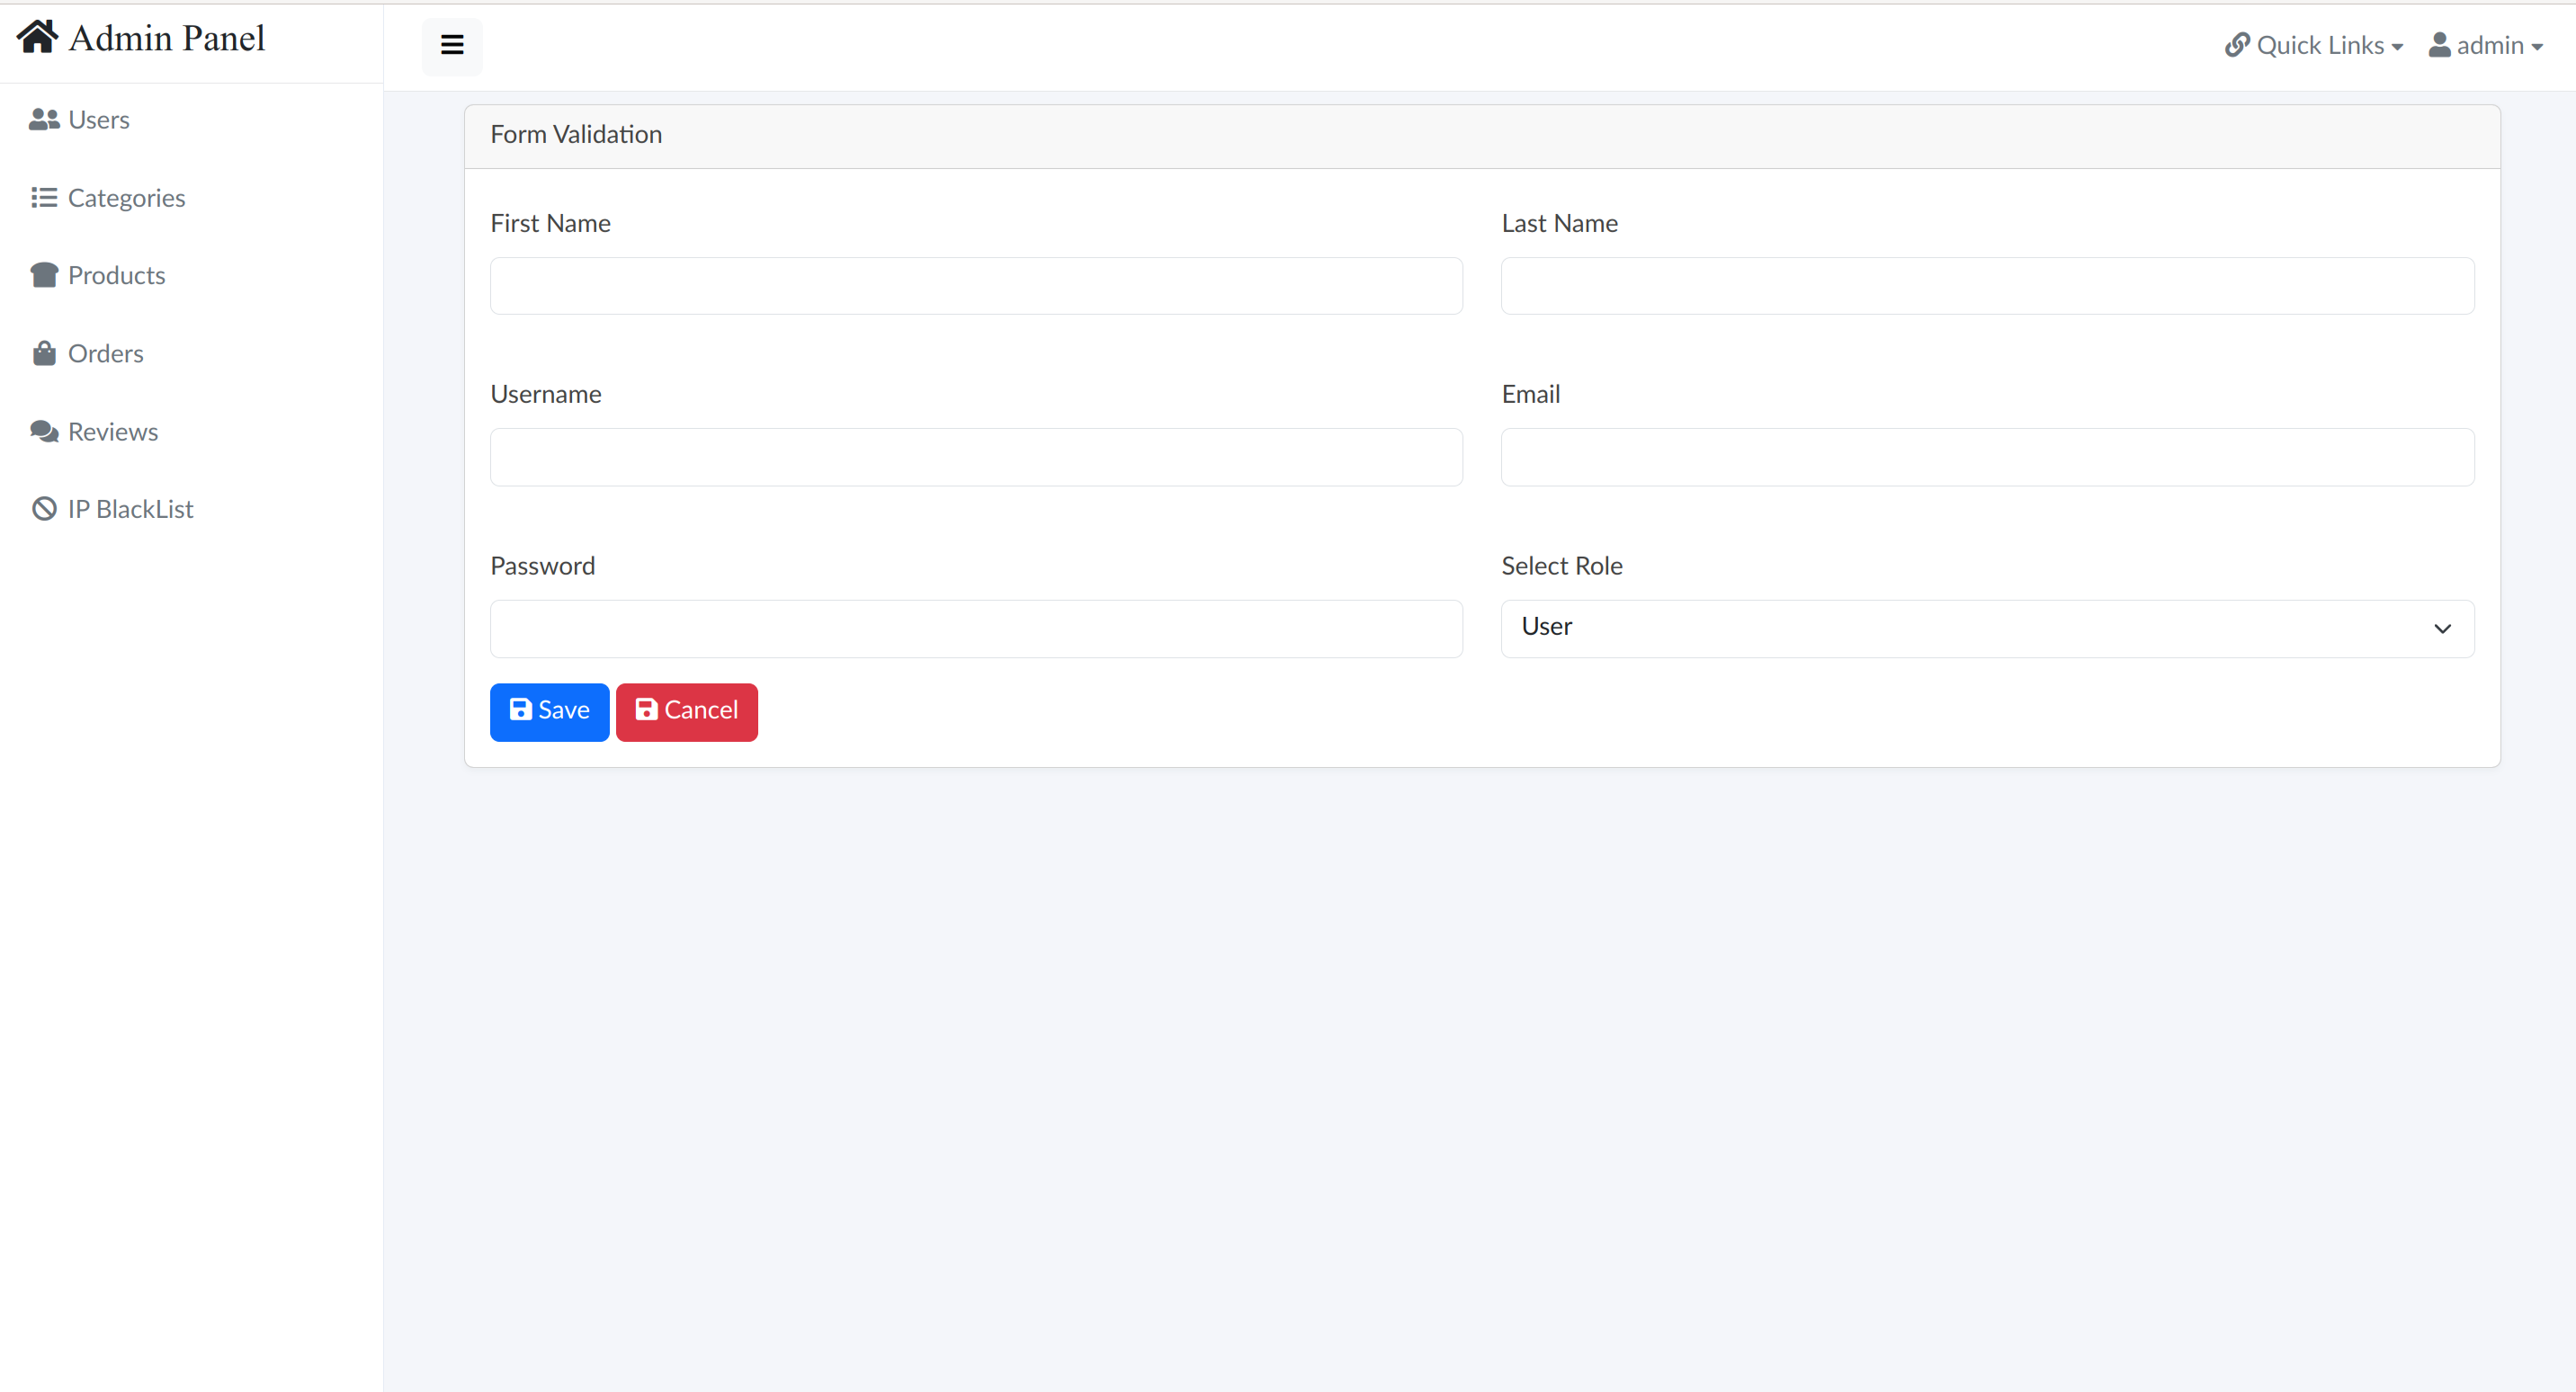 Admin Panel
Quick Links
admin
Users
Categories
Products
Orders
Reviews
IP BlackList
Form Validation
First Name
Last Name
Username
Email
Password
Select Role
User
Save
Cancel